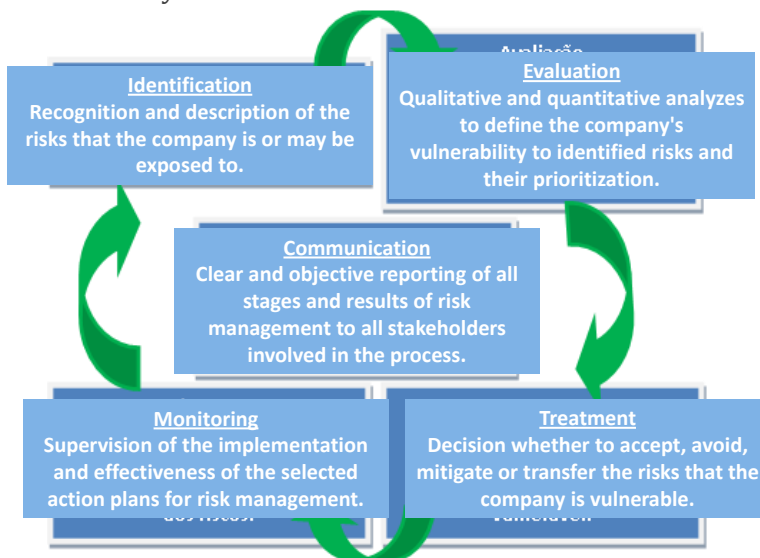 Identification
Recognition and description of the
risks that the company is or may be
exposed to.
Avaliação
Evaluation
Qualitative and quantitative analyzes
to define the company's
vulnerability to identified risks and
their prioritization.
Communication
Clear and objective reporting of all
stages and results of risk
management to all stakeholders
involved in the process.
Monitoring
Supervision of the implementation
and effectiveness of the selected
action plans for risk management.
Treatment
Decision whether to accept, avoid,
mitigate or transfer the risks that the
company is vulnerable.